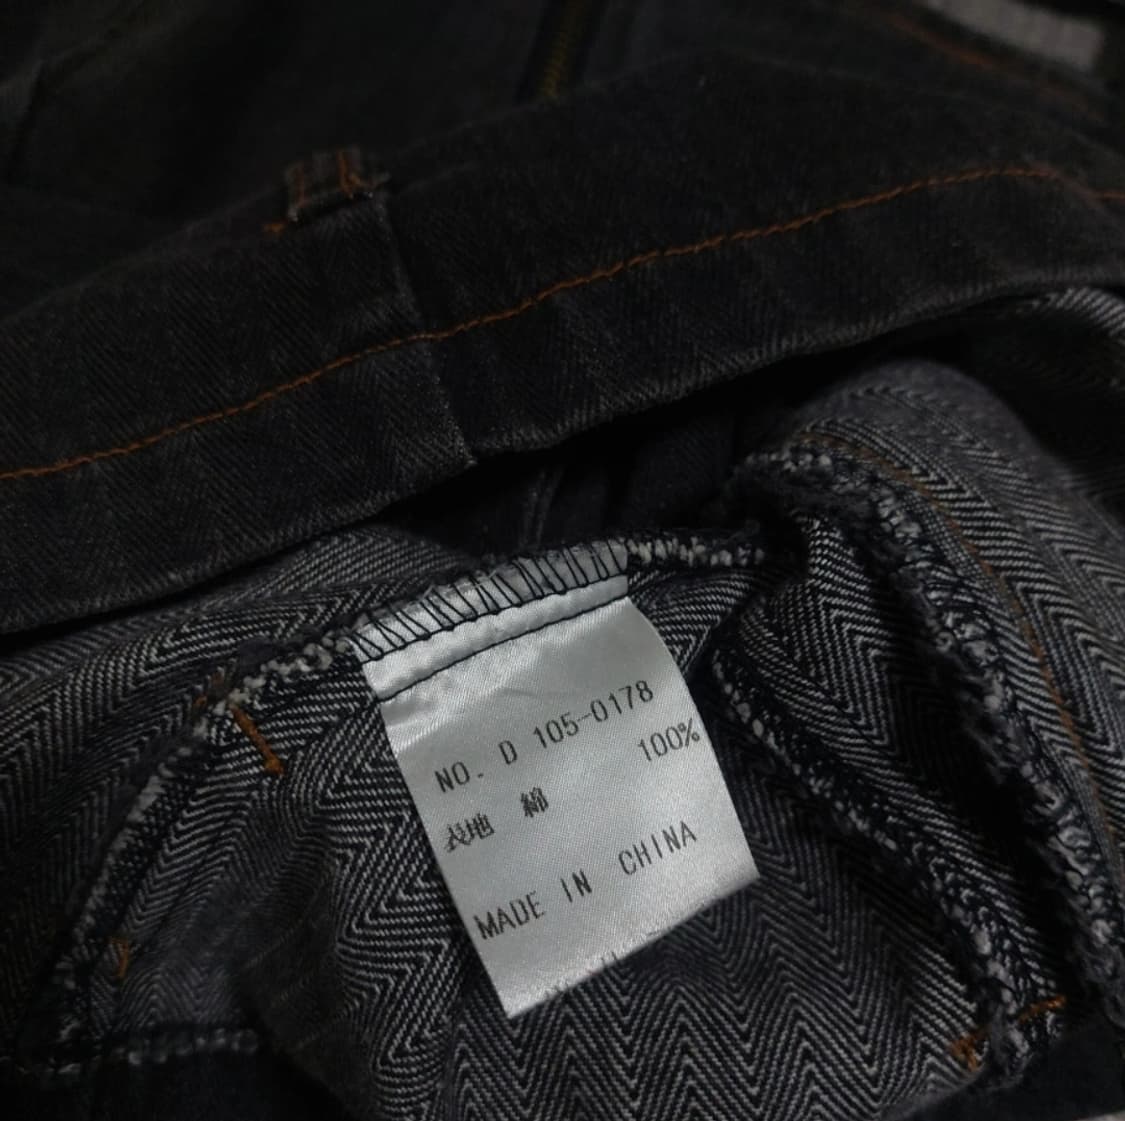 NO. D 105-0178
表地 綿 100%
MADE IN CHINA